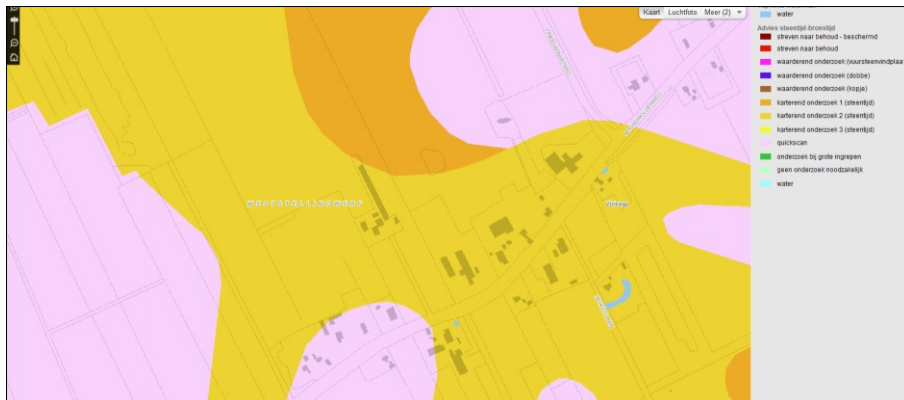 Kaart Luchtfoto Meer (2)
water
Advies steentijd-bronstijd
streven naar behoud - beschermd
streven naar behoud
waarderend onderzoek (vuursteenvindplaat
waarderend onderzoek (dobbe)
waarderend onderzoek (kopje)
karterend onderzoek 1 (steentijd)
karterend onderzoek 2 (steentijd)
karterend onderzoek 3 (steentijd)
quickscan
onderzoek bij grote ingrepen
geen onderzoek noodzakelijk
water
WESTSTELLINGWERF
Vinkega